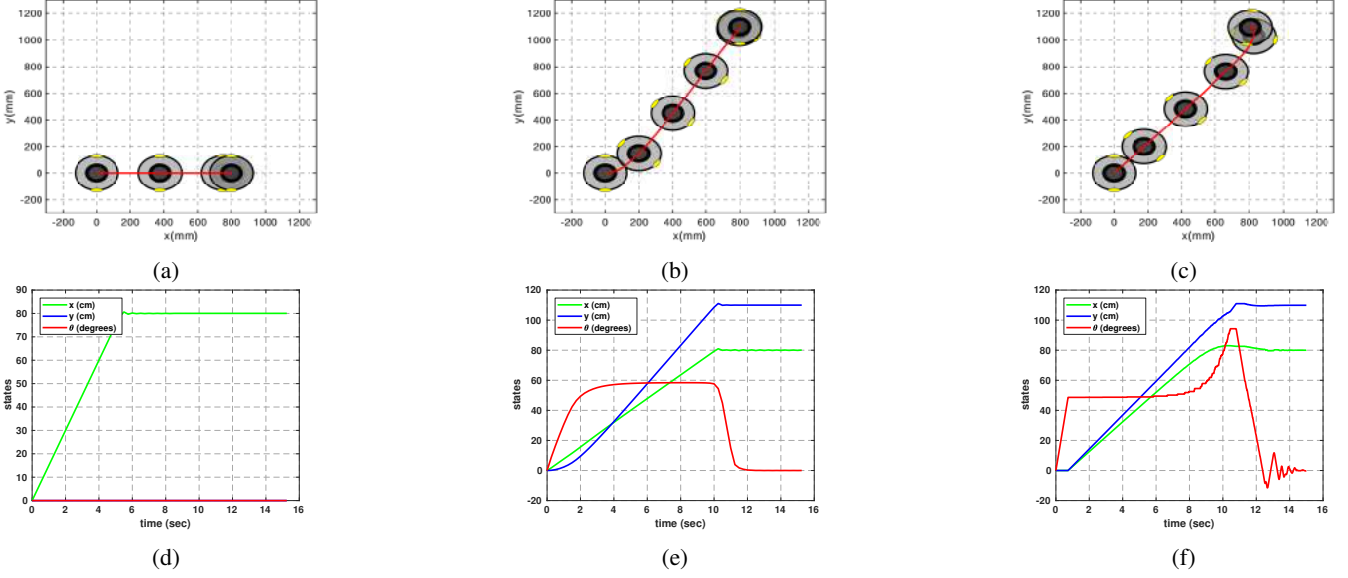 1200
1000
800
600
400
200
0
-200
y(mm)
-200 0 200 400 600 800 1000 1200
x(mm)
(a)
1200
1000
800
600
400
200
0
-200
y(mm)
-200 0 200 400 600 800 1000 1200
x(mm)
(b)
1200
1000
800
600
400
200
0
-200
y(mm)
-200 0 200 400 600 800 1000 1200
x(mm)
(c)
90
80
70
60
50
40
30
20
10
0
states
x (cm)
y (cm)
θ (degrees)
0 2 4 6 8 10 12 14 16
time (sec)
(d)
120
100
80
60
40
20
0
-20
states
x (cm)
y (cm)
θ (degrees)
0 2 4 6 8 10 12 14 16
time (sec)
(e)
120
100
80
60
40
20
0
-20
states
x (cm)
y (cm)
θ (degrees)
0 2 4 6 8 10 12 14 16
time (sec)
(f)